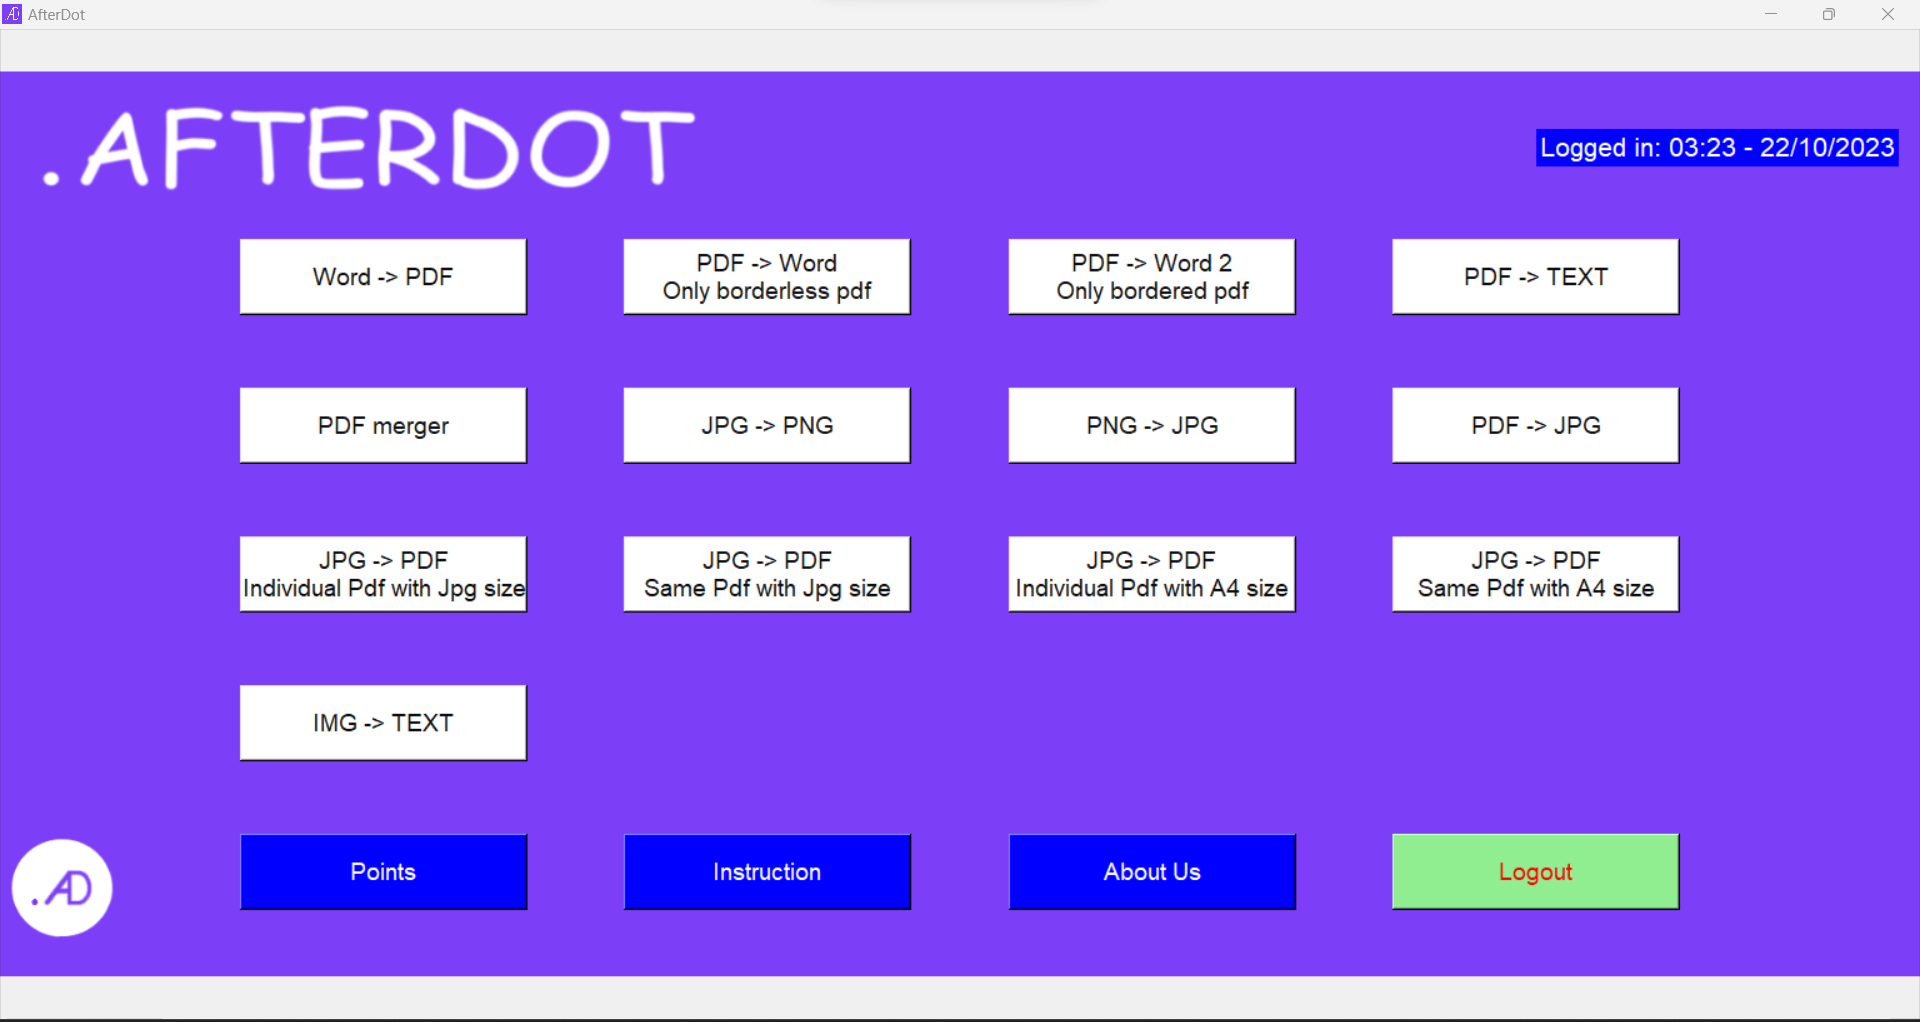 AfterDot
.AFTERDOT
Logged in: 03:23 - 22/10/2023
Word -> PDF
PDF -> Word
Only borderless pdf
PDF -> Word 2
Only bordered pdf
PDF -> TEXT
PDF merger
JPG -> PNG
PNG -> JPG
PDF -> JPG
JPG -> PDF
Individual Pdf with Jpg size
JPG -> PDF
Same Pdf with Jpg size
JPG -> PDF
Individual Pdf with A4 size
JPG -> PDF
Same Pdf with A4 size
IMG -> TEXT
.AD
Points
Instruction
About Us
Logout